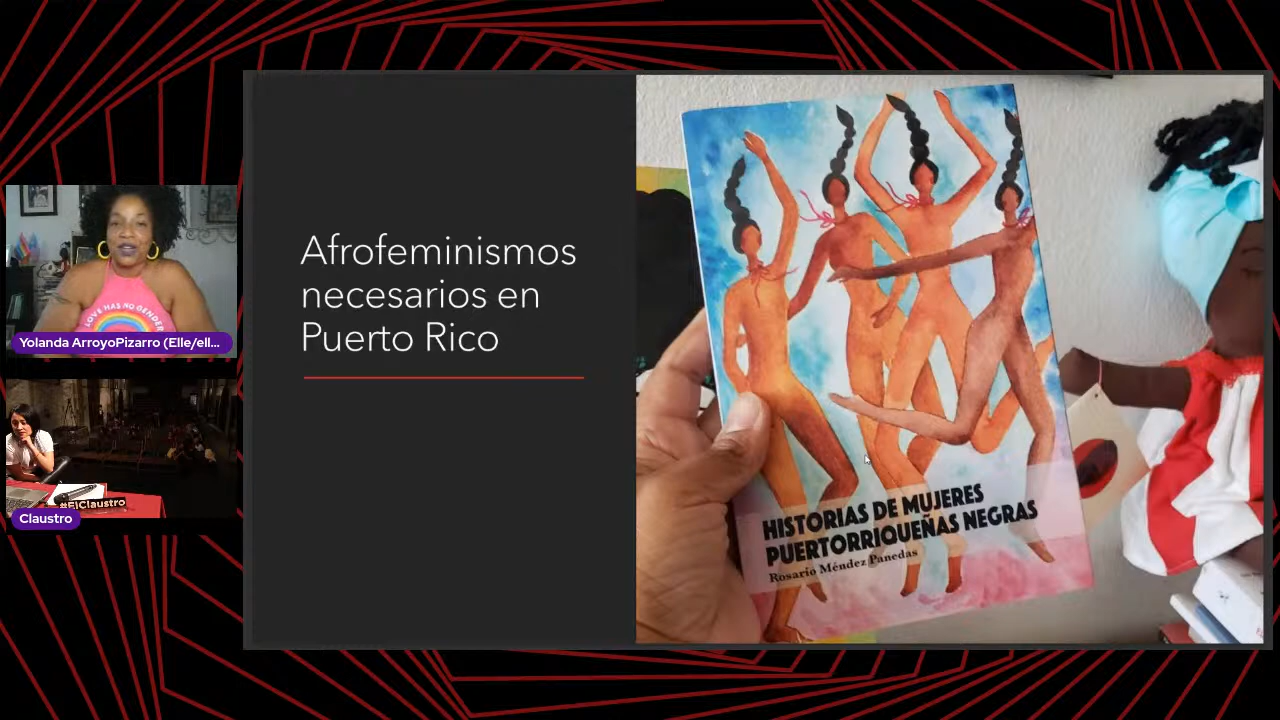 LOVE HAS NO GENDER
Yolanda ArroyoPizarro (Elle/ell...
#ElClaustro
Claustro
Afrofeminismos
necesarios en
Puerto Rico
HISTORIAS DE MUJERES
PUERTORRIQUEÑAS NEGRAS
Rosario Méndez Panedas